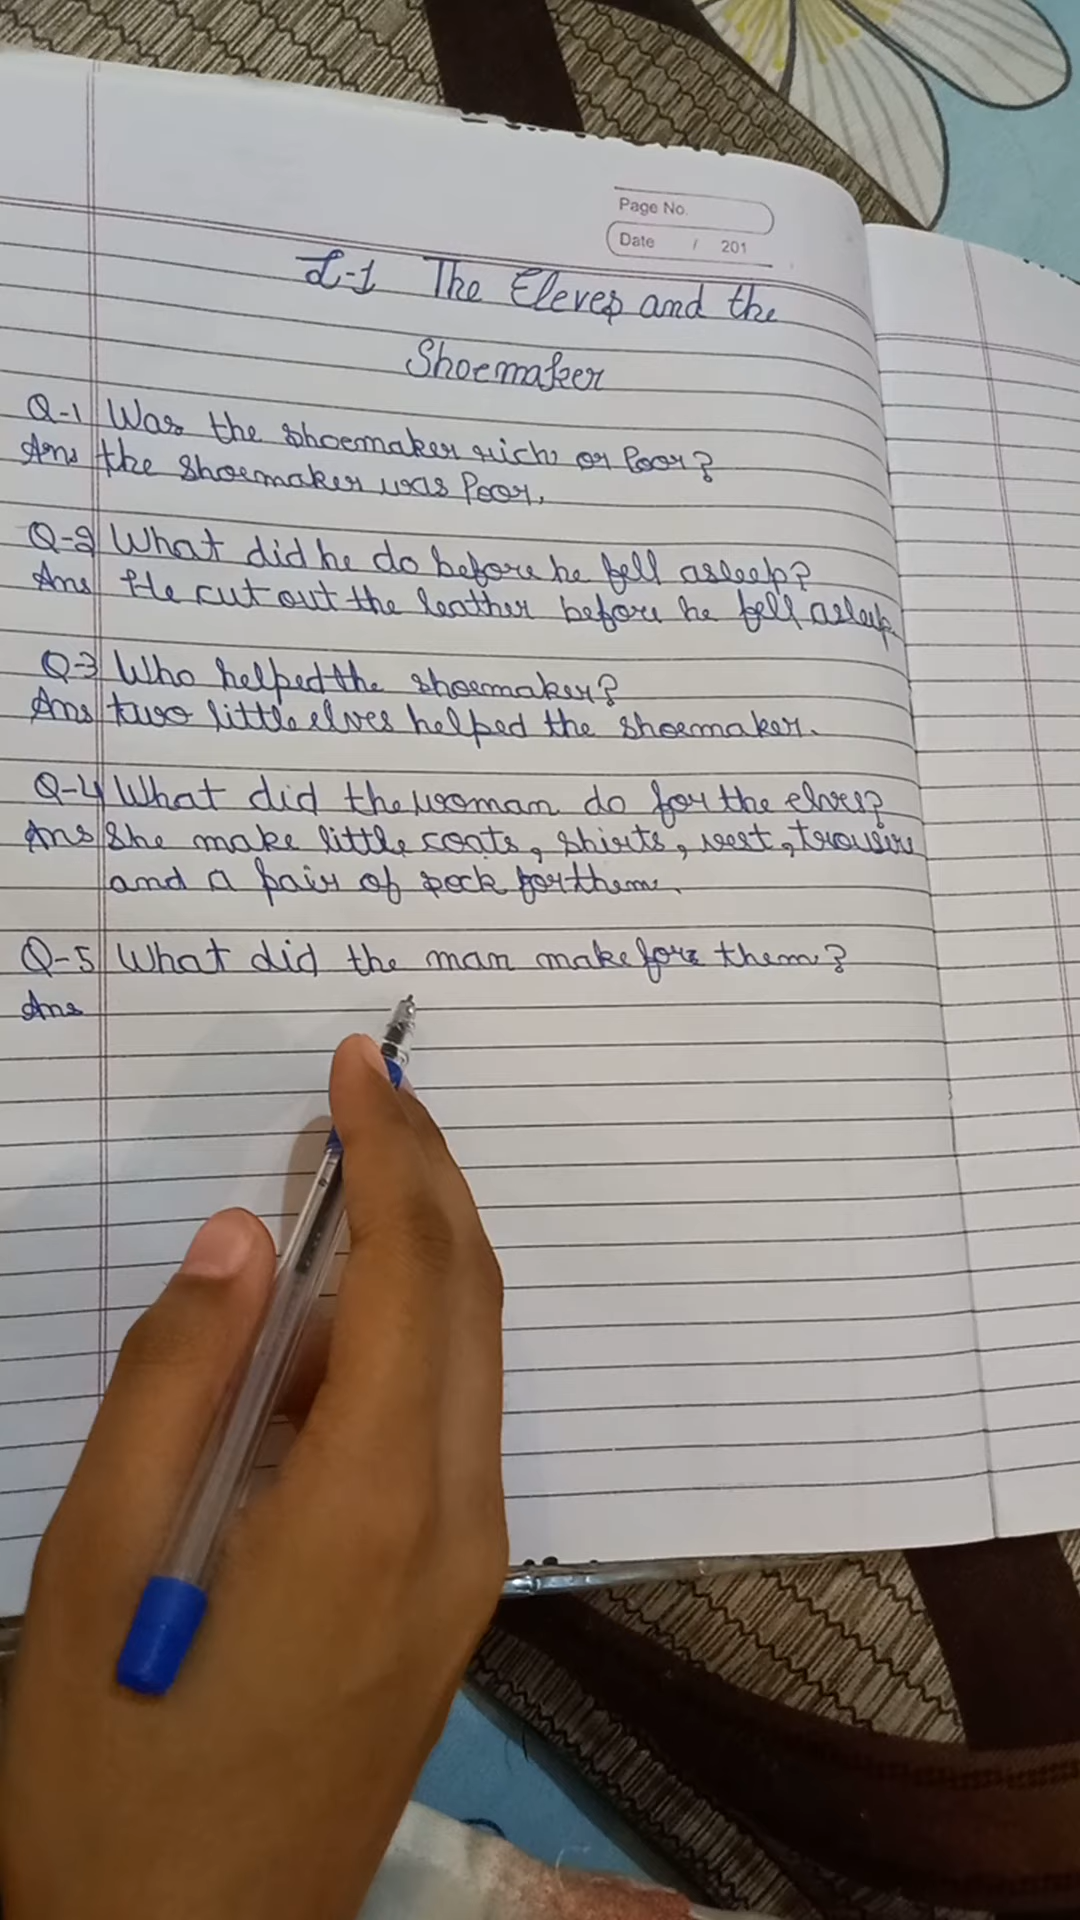 Page No.
Date / 201
L-1 The Eleves and the
Shoemaker
Q-1 Was the shoemaker rich or Poor?
Ans the shoemaker was Poor.
Q-2 What did he do before he fell asleep?
Ans He cut out the leather before he fell asleep.
Q-3 Who helped the shoemaker?
Ans two little elves helped the shoemaker.
Q-4 What did the woman do for the elves?
Ans She make little coats, shirts, vest, trousers
and a pair of sock for them.
Q-5 What did the man make for them?
Ans